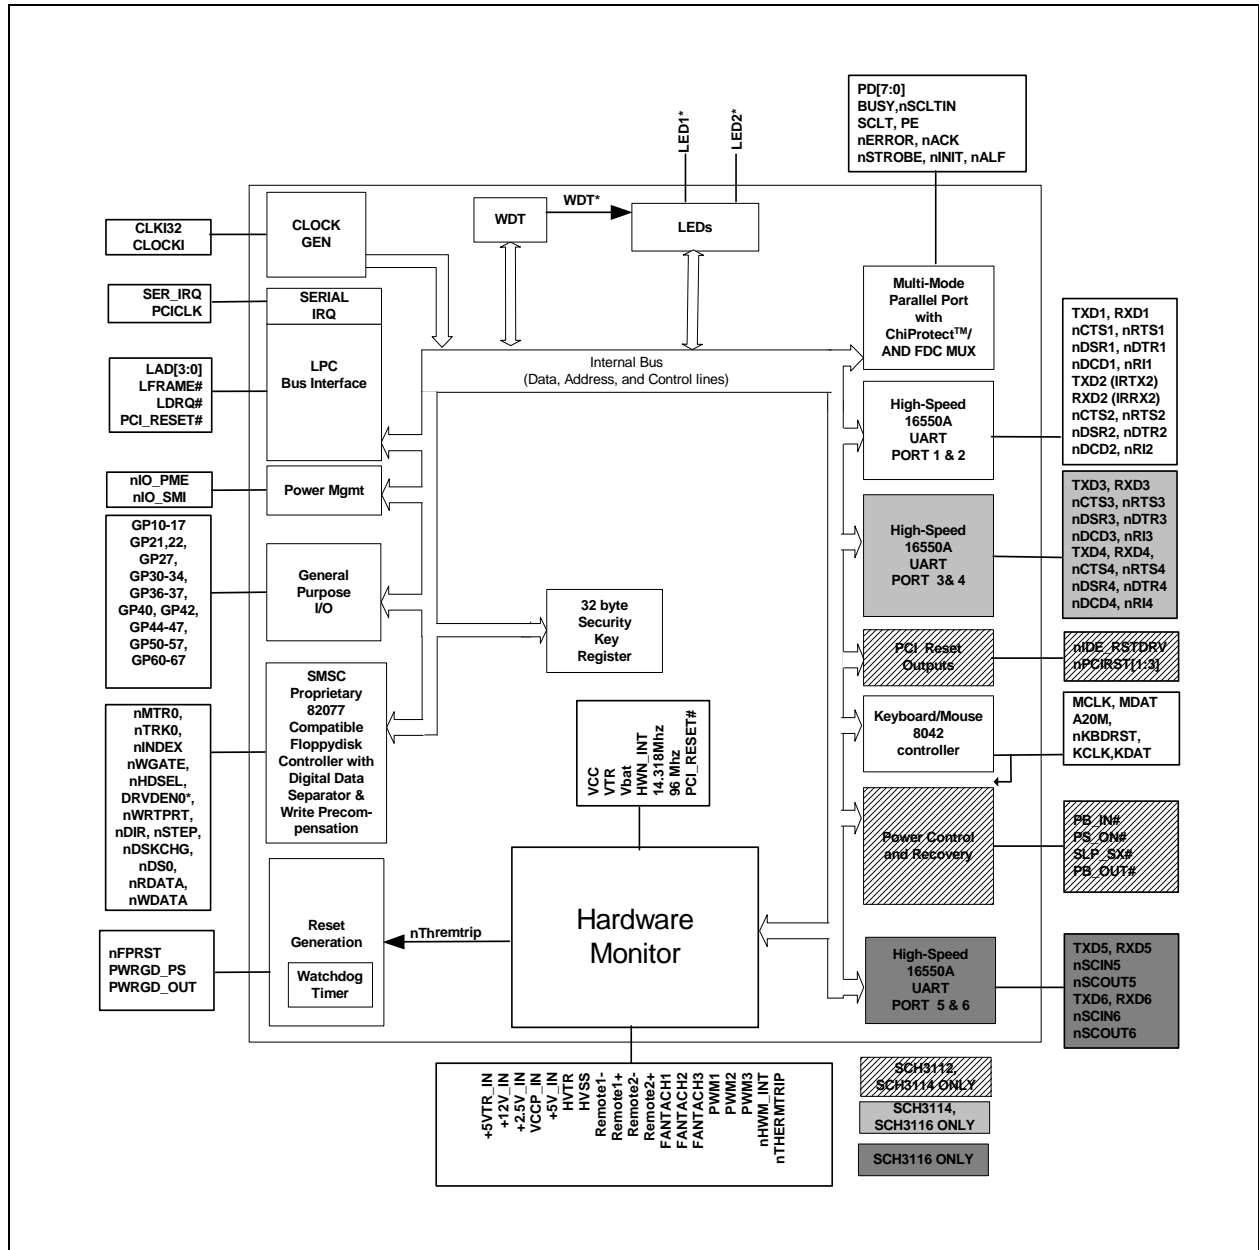 PD[7:0]
BUSY,nSCLTIN
SCLT, PE
nERROR, nACK
nSTROBE, nINIT, nALF
LED1*
LED2*
CLKI32
CLOCKI
CLOCK
GEN
WDT
WDT*
LEDs
SER_IRQ
PCICLK
SERIAL
IRQ
LAD[3:0]
LFRAME#
LDRQ#
PCI_RESET#
LPC
Bus Interface
Internal Bus
(Data, Address, and Control lines)
Multi-Mode
Parallel Port
with
ChiProtect™/
AND FDC MUX
High-Speed
16550A
UART
PORT 1 & 2
TXD1, RXD1
nCTS1, nRTS1
nDSR1, nDTR1
nDCD1, nRI1
TXD2 (IRTX2)
RXD2 (IRRX2)
nCTS2, nRTS2
nDSR2, nDTR2
nDCD2, nRI2
nIO_PME
nIO_SMI
Power Mgmt
High-Speed
16550A
UART
PORT 3& 4
TXD3, RXD3
nCTS3, nRTS3
nDSR3, nDTR3
nDCD3, nRI3
TXD4, RXD4,
nCTS4, nRTS4
nDSR4, nDTR4
nDCD4, nRI4
GP10-17
GP21,22,
GP27,
GP30-34,
GP36-37,
GP40, GP42,
GP44-47,
GP50-57,
GP60-67
General
Purpose
I/O
32 byte
Security
Key
Register
PCI Reset
Outputs
nIDE_RSTDRV
nPCIRST[1:3]
nMTR0,
nTRK0,
nINDEX
nWGATE,
nHDSEL,
DRVDEN0*,
nWRTPRT,
nDIR, nSTEP,
nDSKCHG,
nDS0,
nRDATA,
nWDATA
SMSC
Proprietary
82077
Compatible
Floppydisk
Controller with
Digital Data
Separator &
Write Precom-
pensation
VCC
VTR
Vbat
HWN_INT
14.318Mhz
96 Mhz
PCI_RESET#
Keyboard/Mouse
8042
controller
MCLK, MDAT
A20M,
nKBDRST,
KCLK,KDAT
Power Control
and Recovery
PB_IN#
PS_ON#
SLP_SX#
PB_OUT#
nFPRST
PWRGD_PS
PWRGD_OUT
Reset
Generation
Watchdog
Timer
nThremtrip
Hardware
Monitor
High-Speed
16550A
UART
PORT 5 & 6
TXD5, RXD5
nSCIN5
nSCOUT5
TXD6, RXD6
nSCIN6
nSCOUT6
+5VTR_IN
+12V_IN
+2.5V_IN
VCCP_IN
+5V_IN
HVTR
HVSS
Remote1-
Remote1+
Remote2-
Remote2+
FANTACH1
FANTACH2
FANTACH3
PWM1
PWM2
PWM3
nHWM_INT
nTHERMTRIP
SCH3112,
SCH3114 ONLY
SCH3114,
SCH3116 ONLY
SCH3116 ONLY